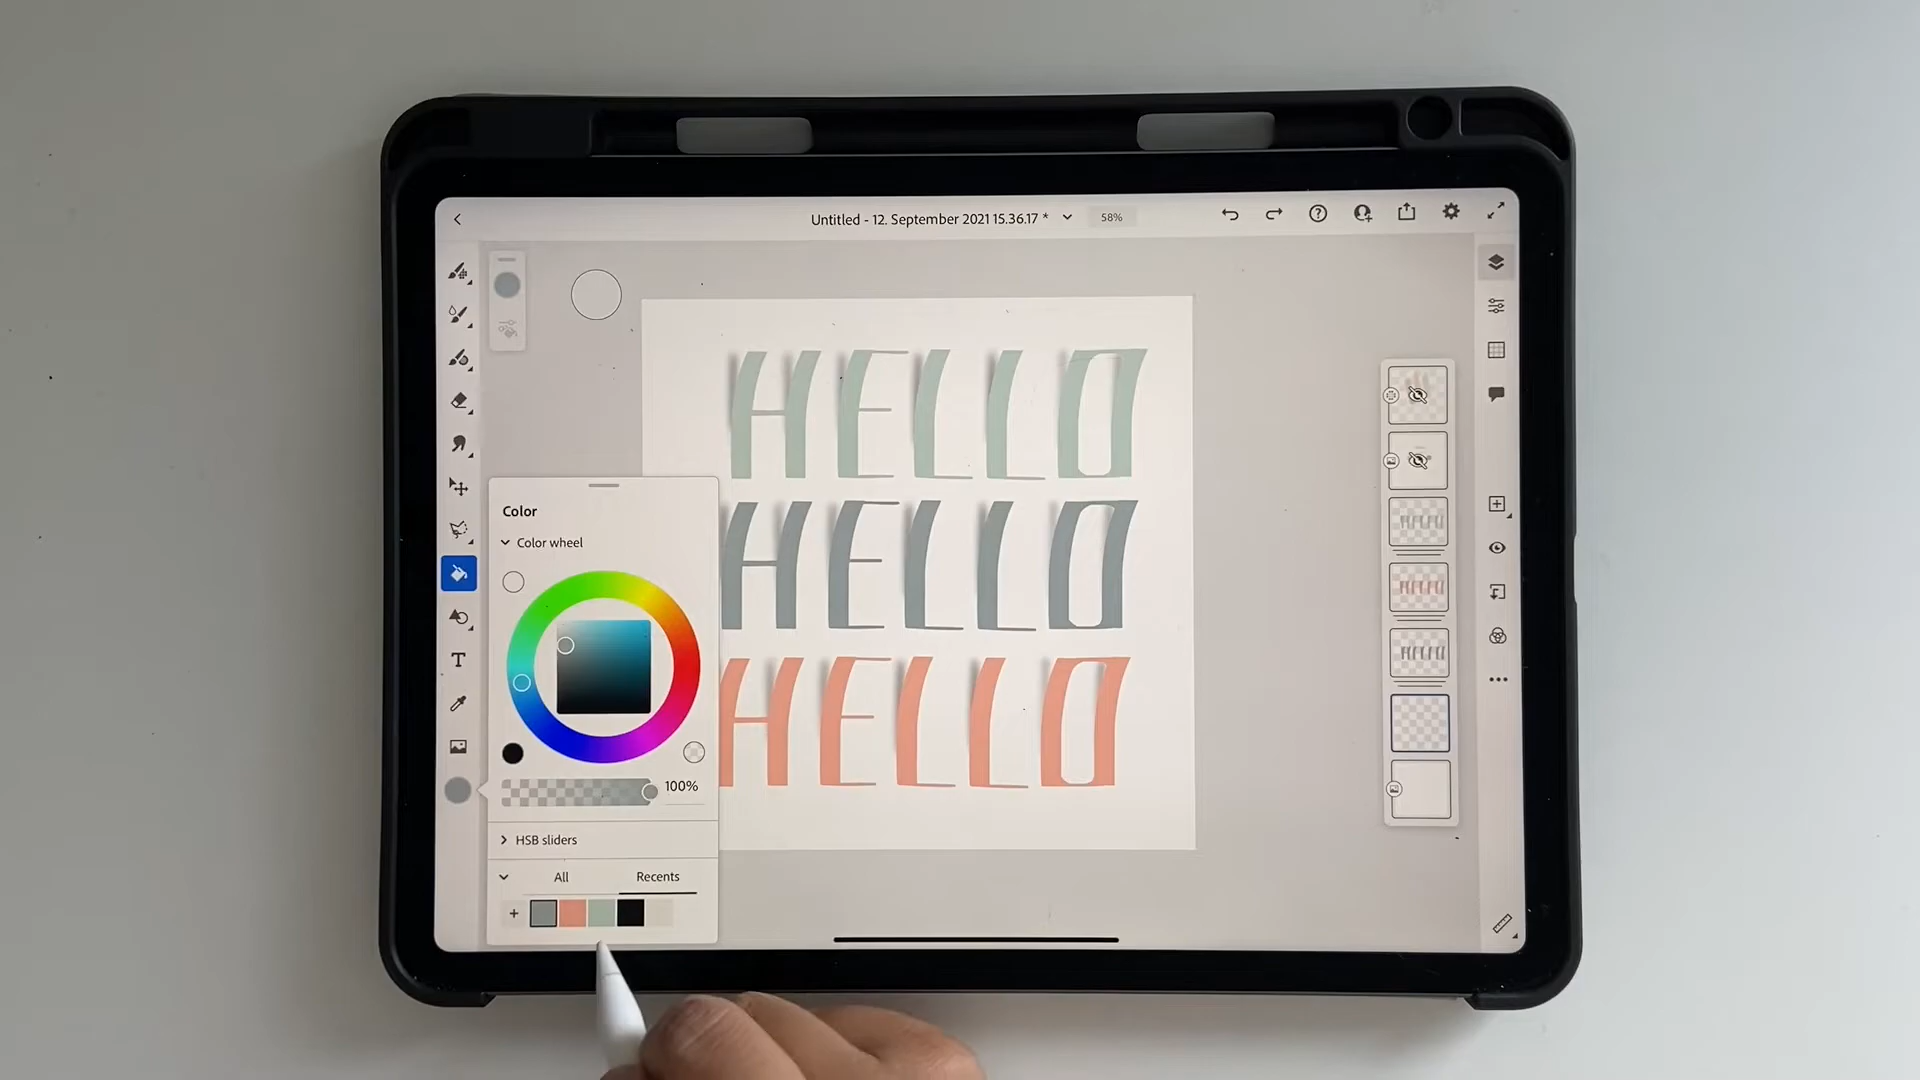 Untitled - 12. September 2021 15.36.17 *
58%
HELLO
HELLO
HELLO
Color
Color wheel
100%
HSB sliders
All
Recents
T